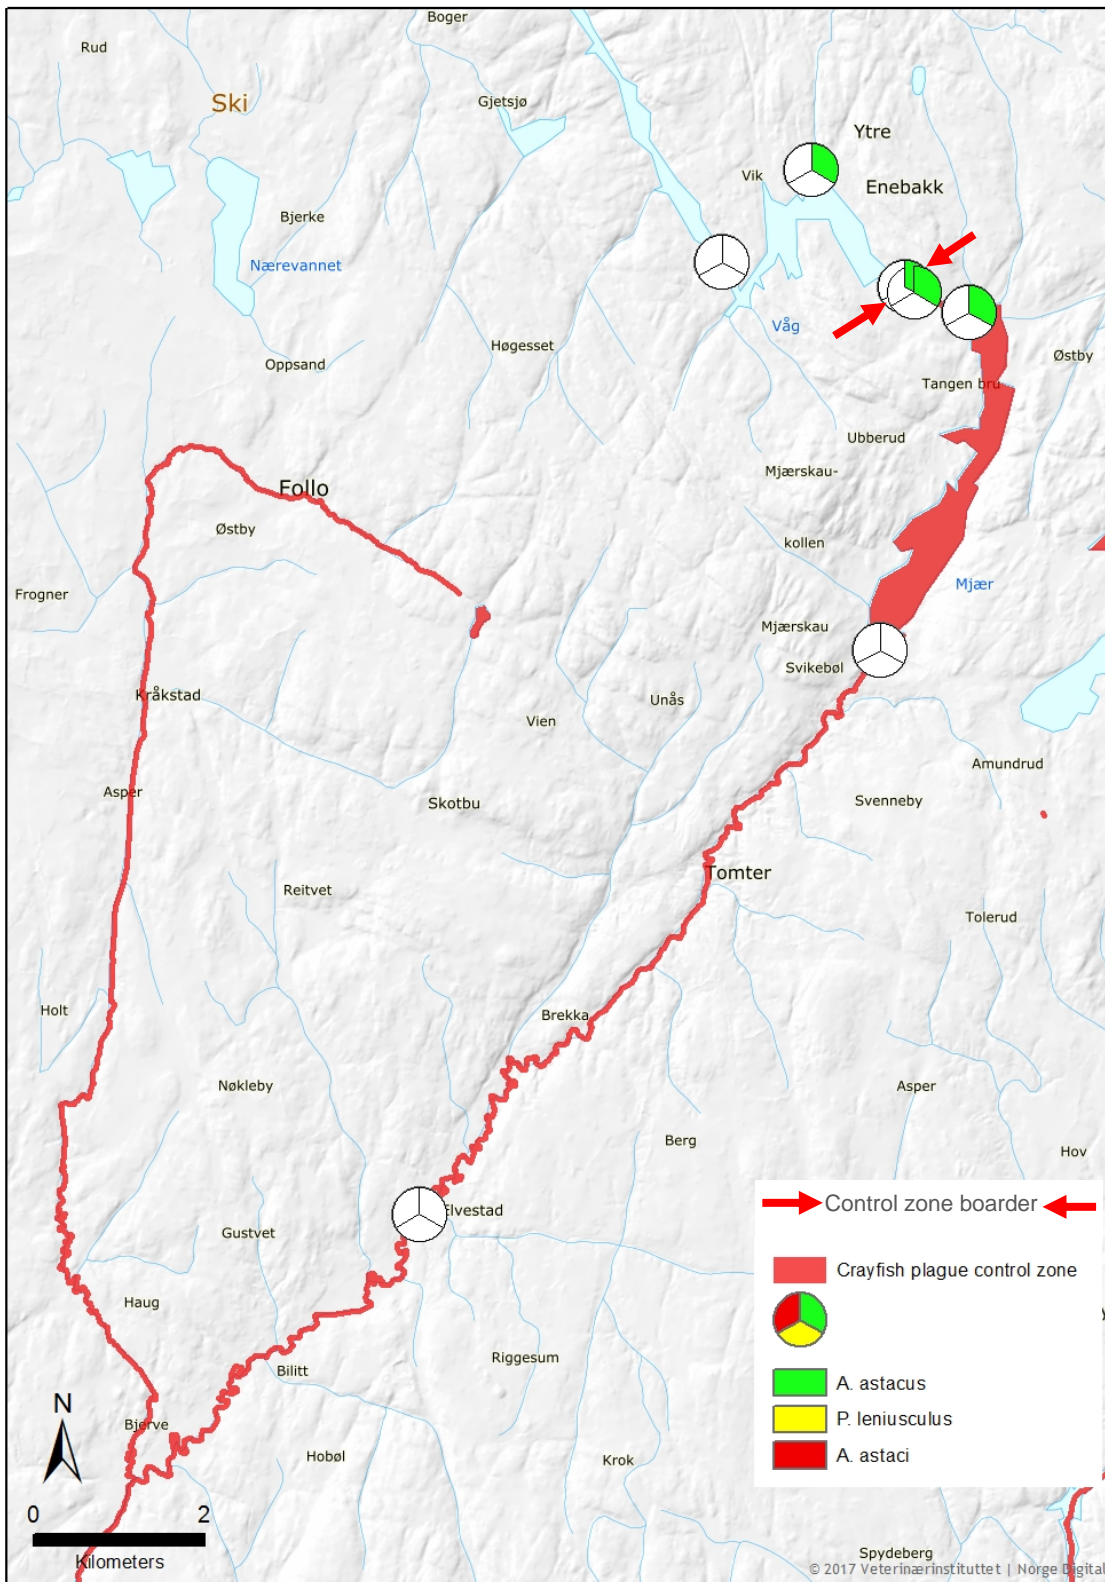 Boger
Rud
Ski
Gjetsjø
Ytre
Vik
Enebakk
Bjerke
Nærevannet
Våg
Høgesset
Østby
Oppsand
Tangen bru
Ubberud
Mjærskau-
Follo
Østby
kollen
Frogner
Mjær
Mjærskau
Svikebøl
Kråkstad
Unås
Vien
Amundrud
Asper
Skotbu
Svenneby
Tomter
Reitvet
Tolerud
Holt
Brekka
Nøkleby
Asper
Berg
Hov
Elvestad
Control zone boarder
Gustvet
Crayfish plague control zone
Haug
Riggesum
Bilitt
A. astacus
N
P. leniusculus
Bjerve
Hobøl
Krok
A. astaci
0 2
Kilometers
Spydeberg
© 2017 Veterinærinstituttet | Norge Digital